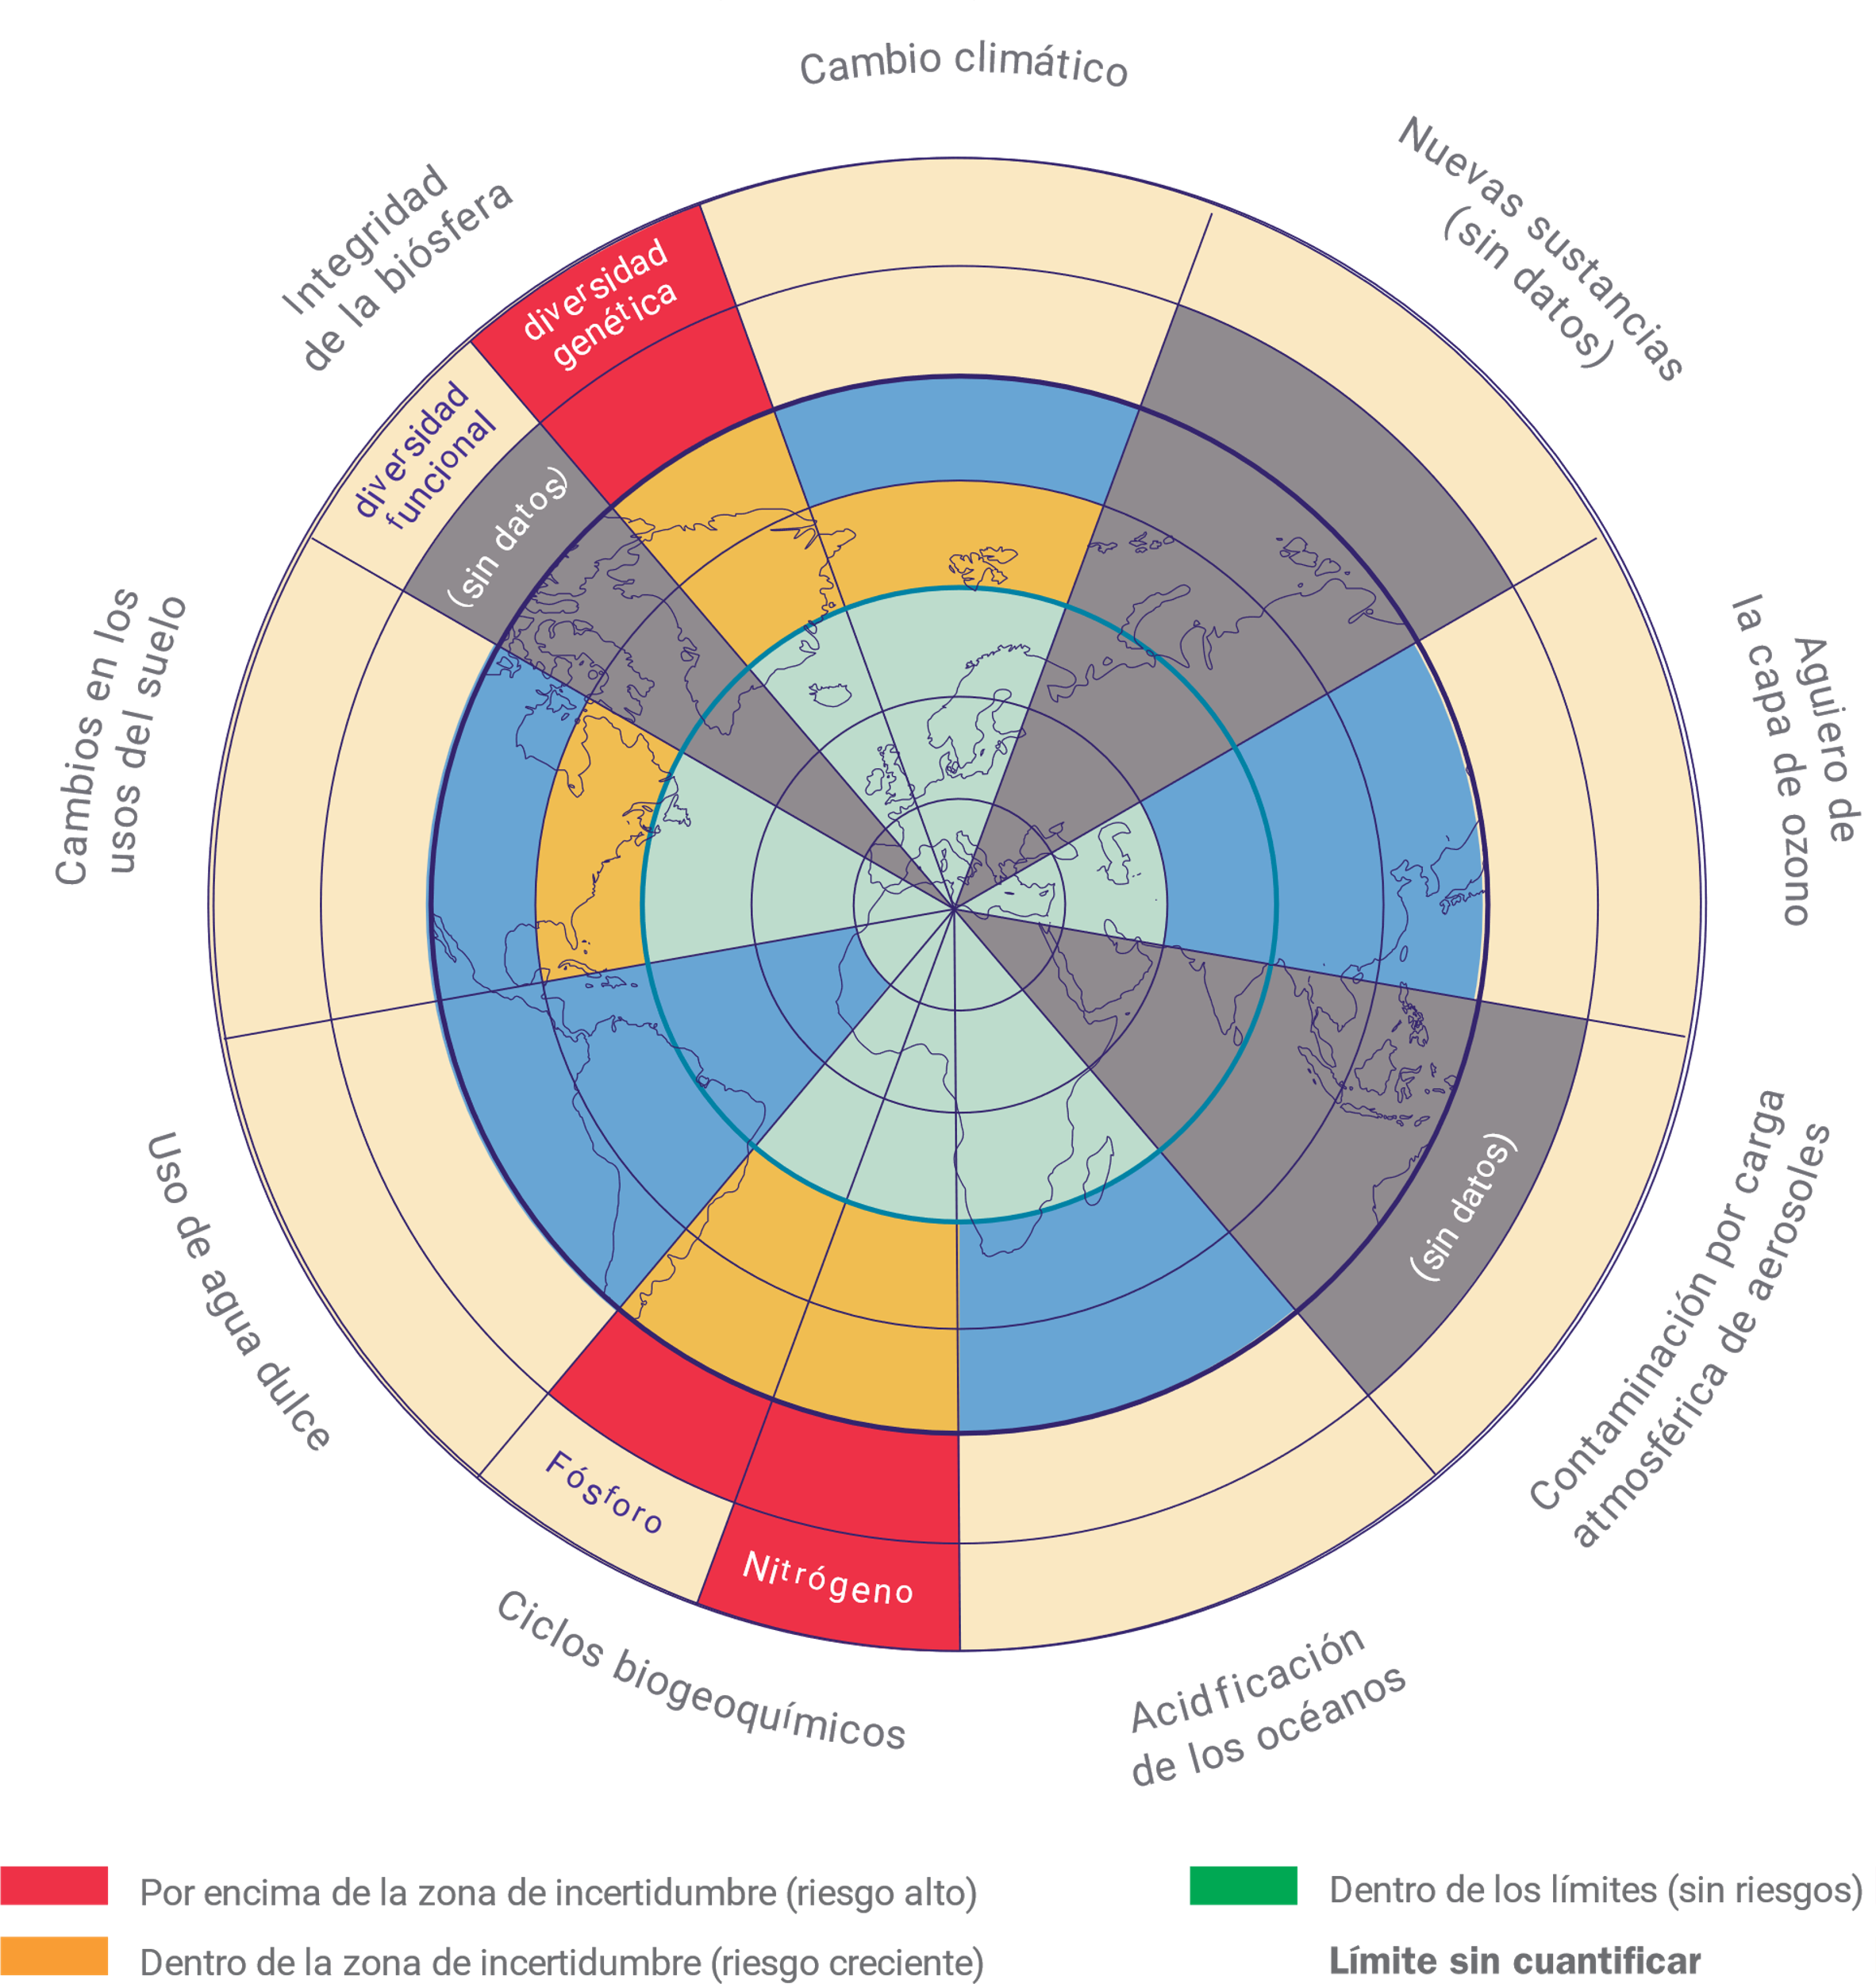 Cambio climático
Nuevas sustancias
(sin datos)
Agujero de
la capa de ozono
Contaminación por carga
atmosférica de aerosoles
(sin datos)
Acidficación
de los océanos
Ciclos biogeoquímicos
Nitrógeno
Fósforo
Uso de agua dulce
Cambios en los
usos del suelo
Integridad
de la biósfera
diversidad
funcional
(sin datos)
diversidad
genética
Por encima de la zona de incertidumbre (riesgo alto)
Dentro de la zona de incertidumbre (riesgo creciente)
Dentro de los límites (sin riesgos)
Límite sin cuantificar